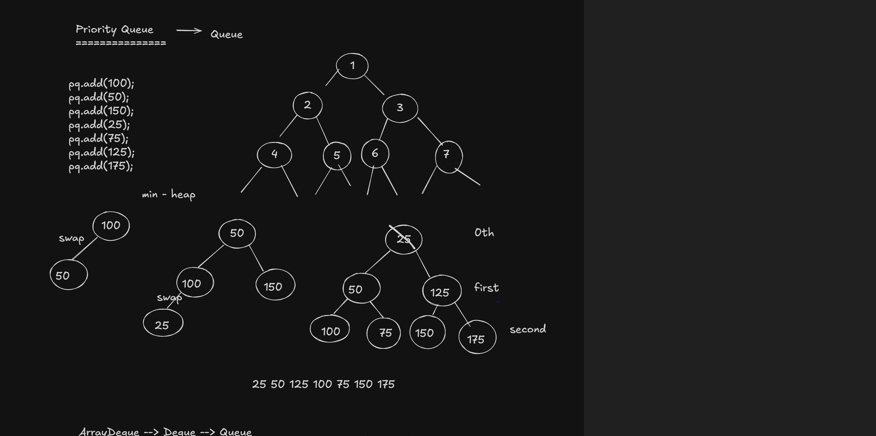 Priority Queue
Queue
===============
pq.add(100);
pq.add(50);
pq.add(150);
pq.add(25);
pq.add(75);
pq.add(125);
pq.add(175);
1
2
3
4
5
6
7
min - heap
100
swap
50
50
100
150
swap
25
25
0th
50
125
first
100
75
150
175
second
25 50 125 100 75 150 175
ArrayDeque --> Deque --> Queue